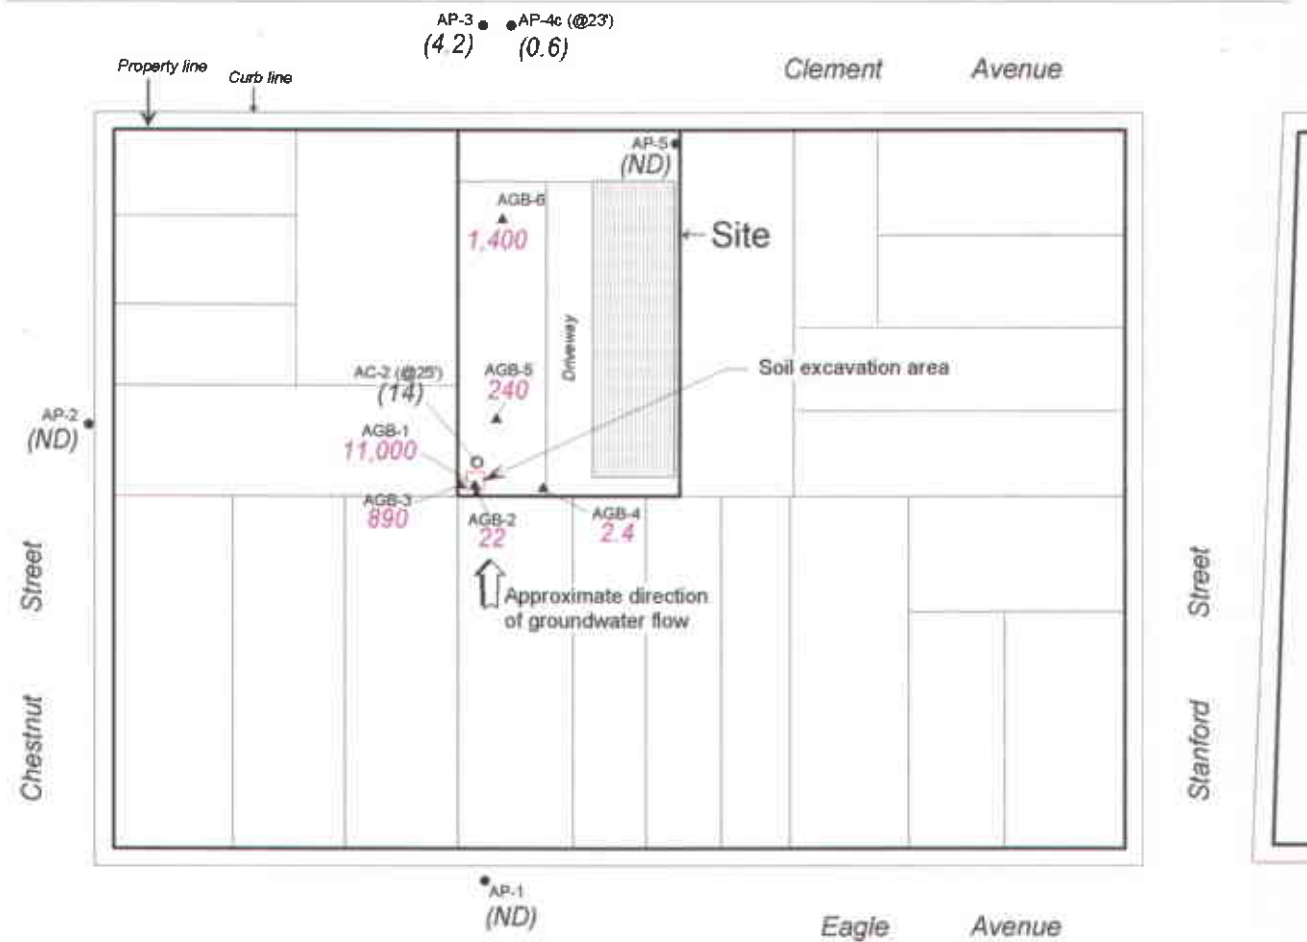 AP-3
AP-4c (@23')
(4.2)
(0.6)
Clement Avenue
Property line
Curb line
AP-5
(ND)
AGB-6
1,400
Site
Driveway
Soil excavation area
AC-2 (@25')
(14)
AGB-5
240
AP-2
(ND)
AGB-1
11,000
AGB-3
890
AGB-2
22
AGB-4
2.4
Approximate direction
of groundwater flow
Chestnut Street
Stanford Street
AP-1
(ND)
Eagle Avenue